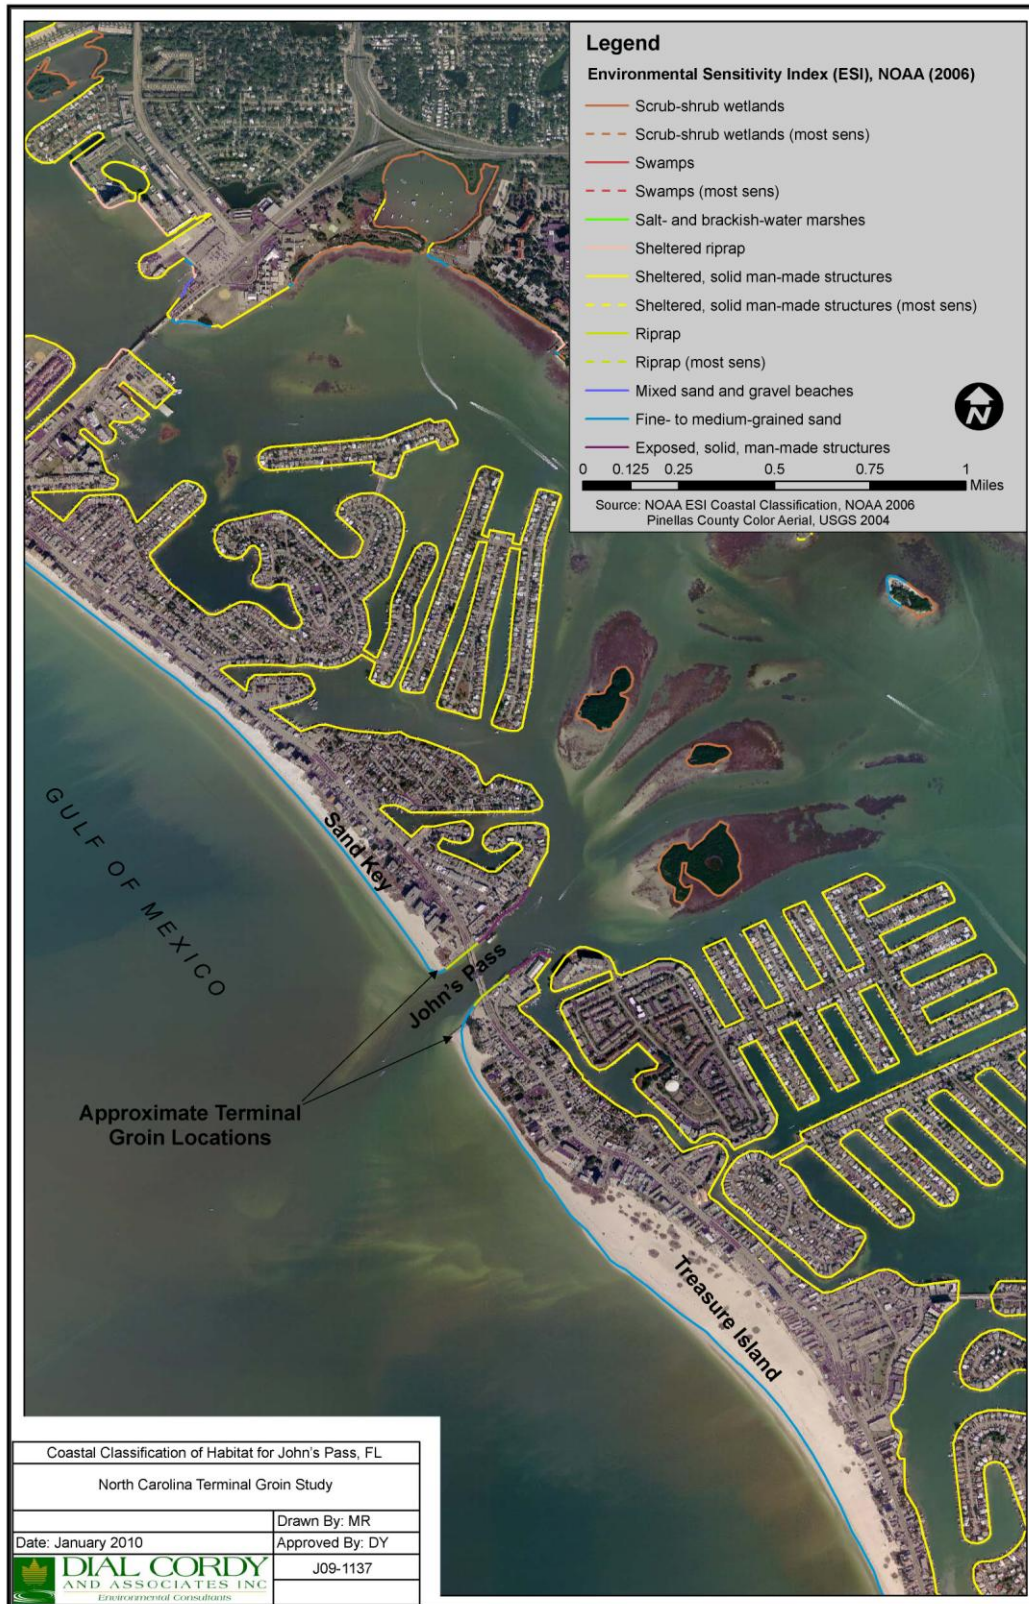 Legend
Environmental Sensitivity Index (ESI), NOAA (2006)
Scrub-shrub wetlands
Scrub-shrub wetlands (most sens)
Swamps
Swamps (most sens)
Salt- and brackish-water marshes
Sheltered riprap
Sheltered, solid man-made structures
Sheltered, solid man-made structures (most sens)
Riprap
Riprap (most sens)
Mixed sand and gravel beaches
Fine- to medium-grained sand
Exposed, solid, man-made structures
N
0 0.125 0.25 0.5 0.75 1
Miles
Source: NOAA ESI Coastal Classification, NOAA 2006
Pinellas County Color Aerial, USGS 2004
GULF OF MEXICO
Sand Key
John's Pass
Approximate Terminal
Groin Locations
Treasure Island
Coastal Classification of Habitat for John's Pass, FL
North Carolina Terminal Groin Study
Drawn By: MR
Date: January 2010
Approved By: DY
DIAL CORDY
AND ASSOCIATES INC
Environmental Consultants
J09-1137